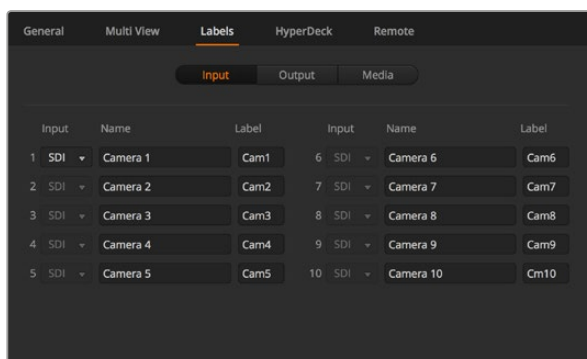 General Multi View Labels HyperDeck Remote
Input Output Media
Input Name Label Input Name Label
1 SDI Camera 1 Cam1 6 SDI Camera 6 Cam6
2 SDI Camera 2 Cam2 7 SDI Camera 7 Cam7
3 SDI Camera 3 Cam3 8 SDI Camera 8 Cam8
4 SDI Camera 4 Cam4 9 SDI Camera 9 Cam9
5 SDI Camera 5 Cam5 10 SDI Camera 10 Cm10